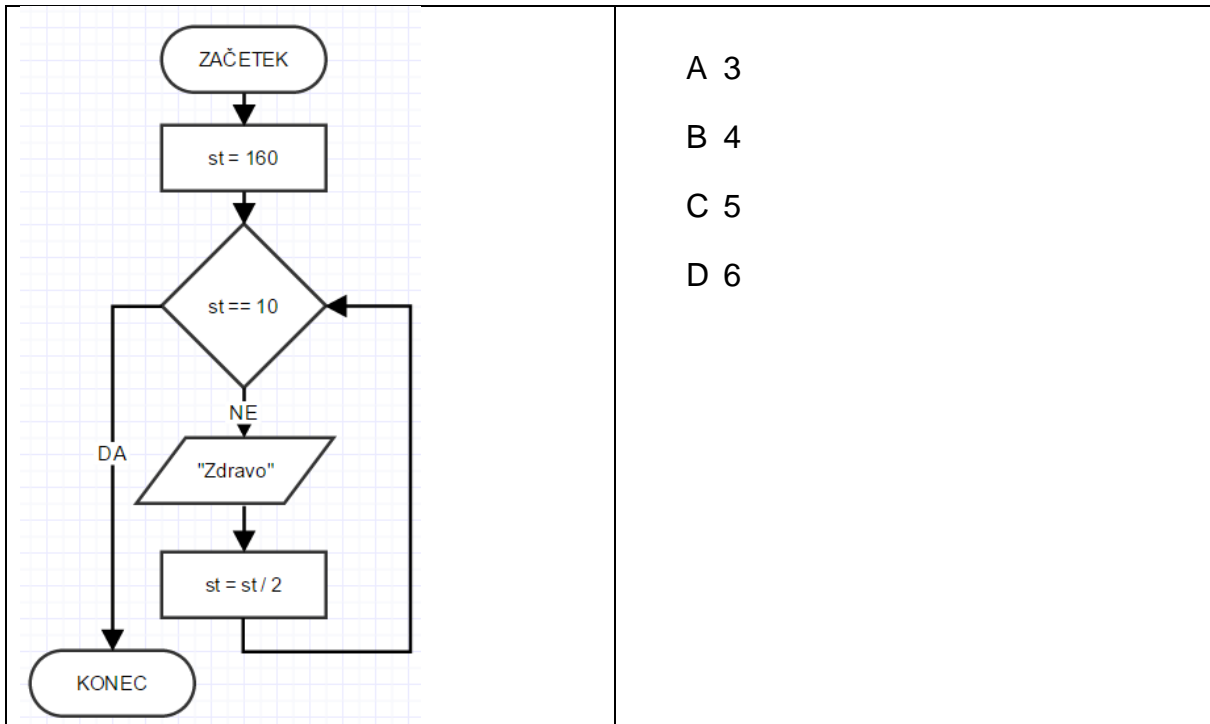 ZAČETEK
st = 160
st == 10
NE
DA
"Zdravo"
st = st / 2
KONEC
A 3
B 4
C 5
D 6